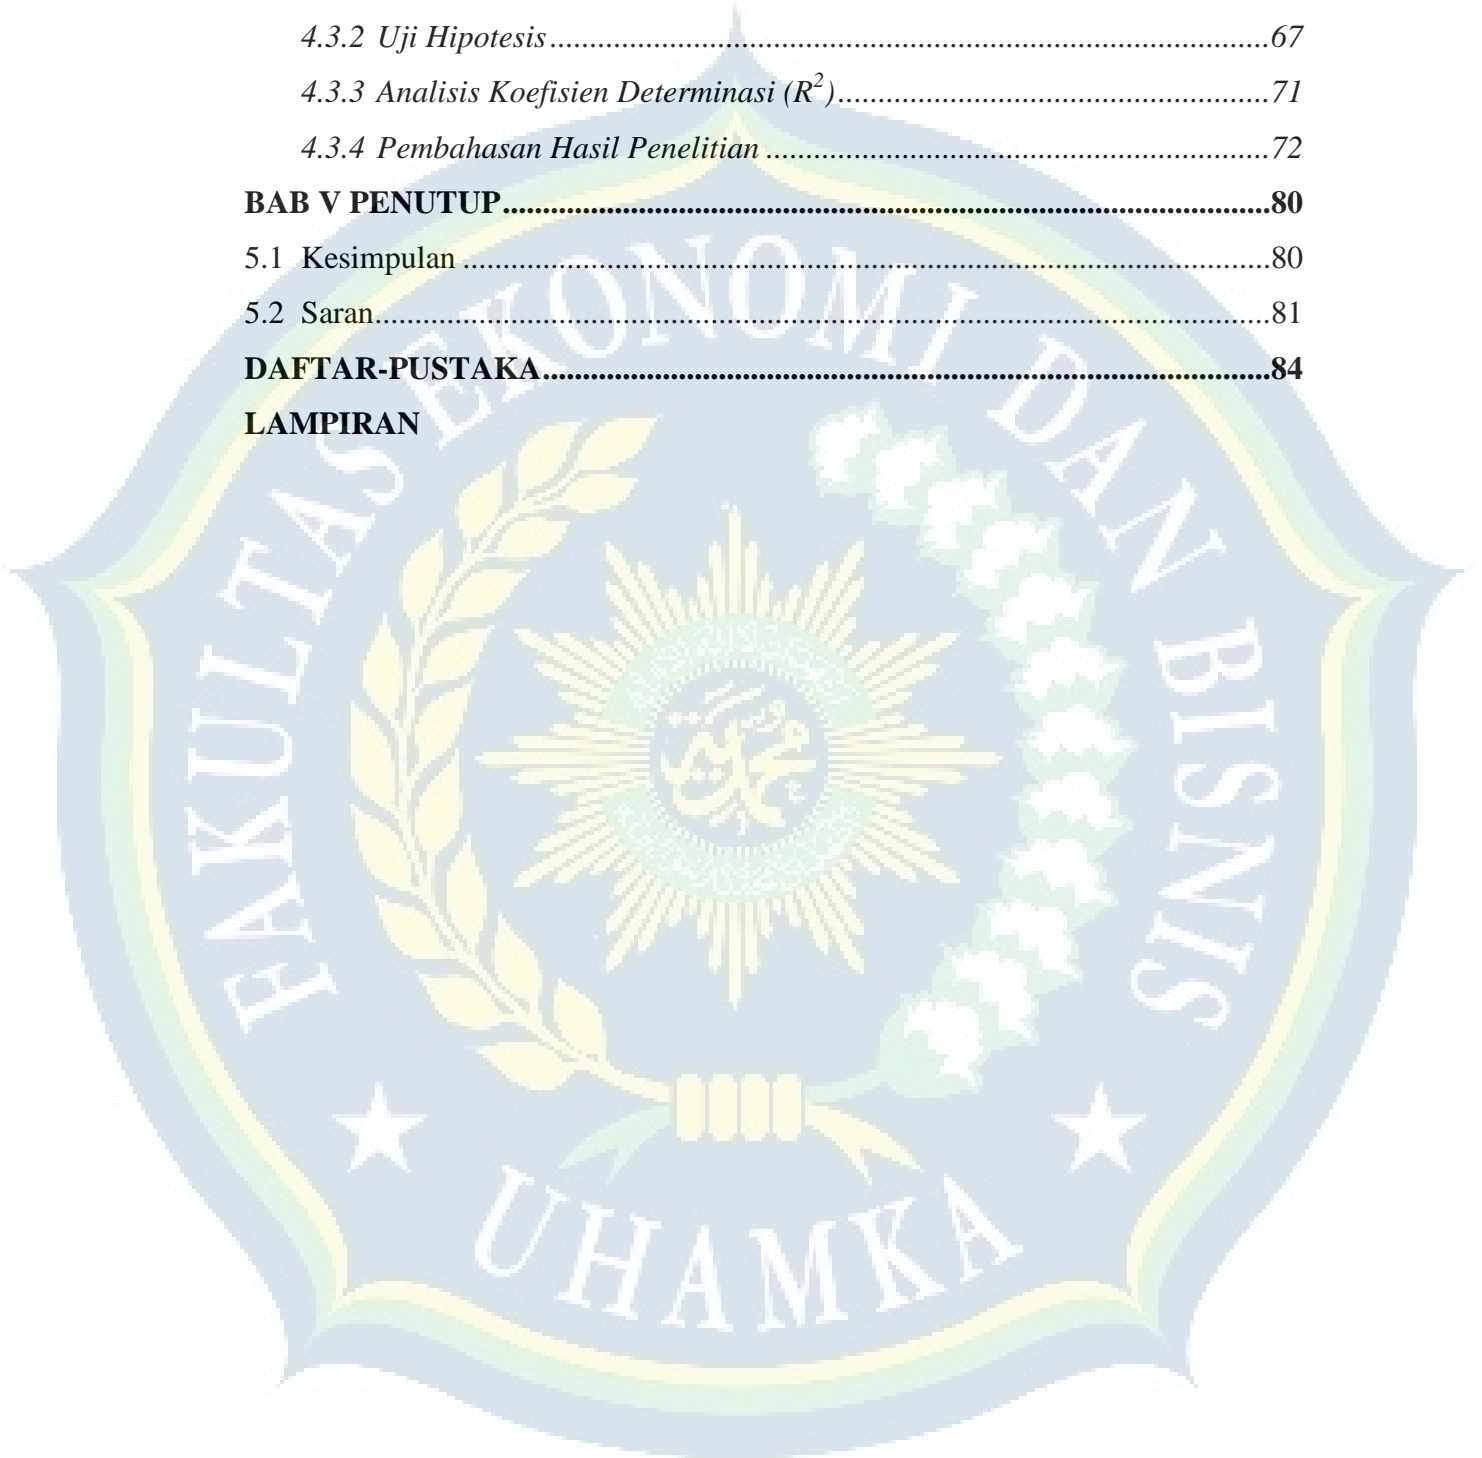 4.3.2 Uji Hipotesis..........................................................................................67
4.3.3 Analisis Koefisien Determinasi (R²)......................................................71
4.3.4 Pembahasan Hasil Penelitian ...............................................................72
BAB V PENUTUP................................................................................................80
5.1 Kesimpulan .....................................................................................................80
5.2 Saran................................................................................................................81
DAFTAR-PUSTAKA...........................................................................................84
LAMPIRAN
FAKULTAS EKONOMI DAN BISNIS
UHAMKA